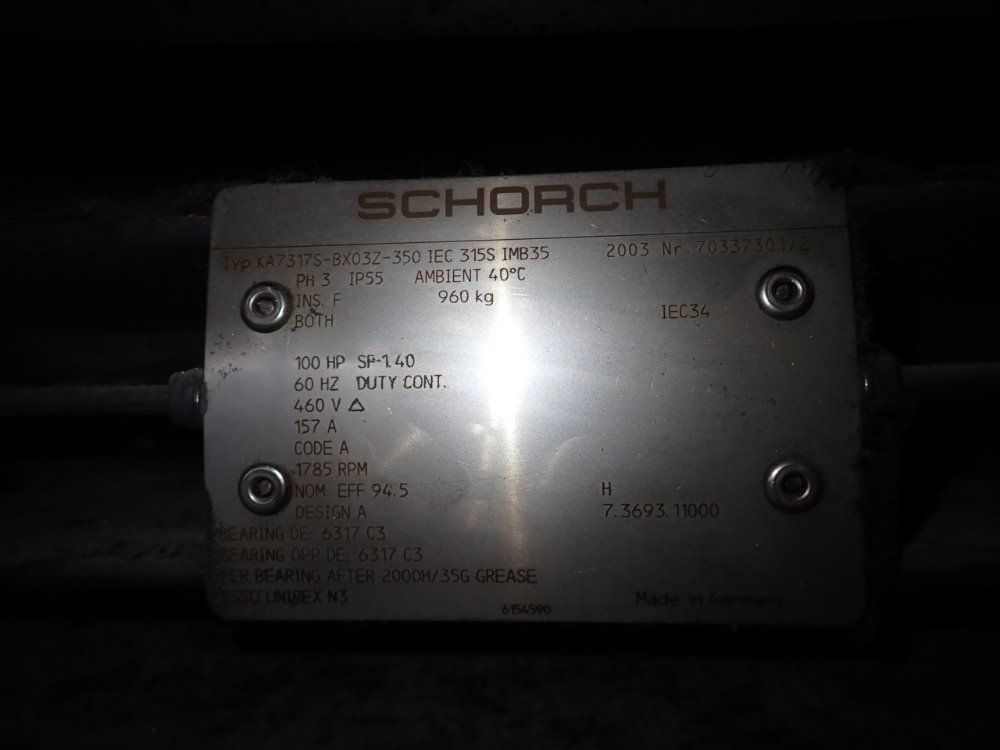 SCHORCH
Typ KA7317S-BX03Z-350 IEC 315S IMB35 2003 Nr. 70337301/2
PH 3 IP55 AMBIENT 40°C
INS. F 960 kg
BOTH IEC34
100 HP SF-1.40
60 HZ DUTY CONT.
460 V △
157 A
CODE A
1785 RPM
NOM EFF 94.5 H
DESIGN A 7.3693.11000
BEARING DE: 6317 C3
BEARING OPP DE: 6317 C3
PER BEARING AFTER 2000H/35G GREASE
ESSO UNIREX N3
6154590 Made in Germany